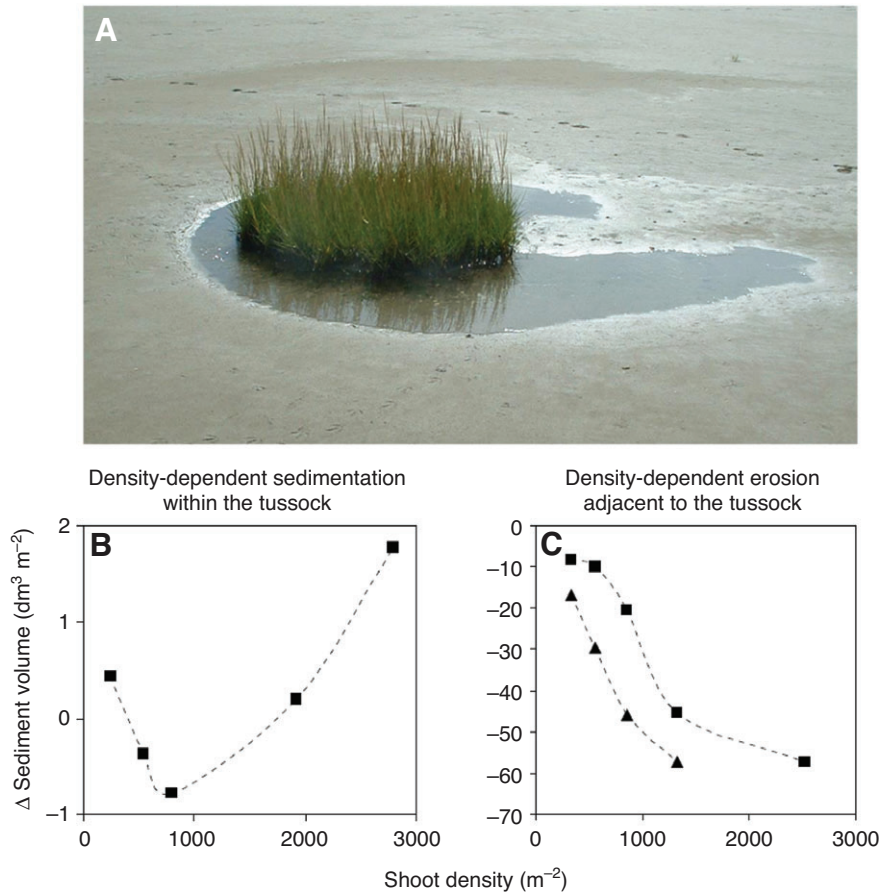 A
Density-dependent sedimentation
within the tussock
Density-dependent erosion
adjacent to the tussock
Δ Sediment volume (dm³ m⁻²)
B
2
1
0
–1
0
1000
2000
3000
C
0
–10
–20
–30
–40
–50
–60
–70
0
1000
2000
3000
Shoot density (m⁻²)